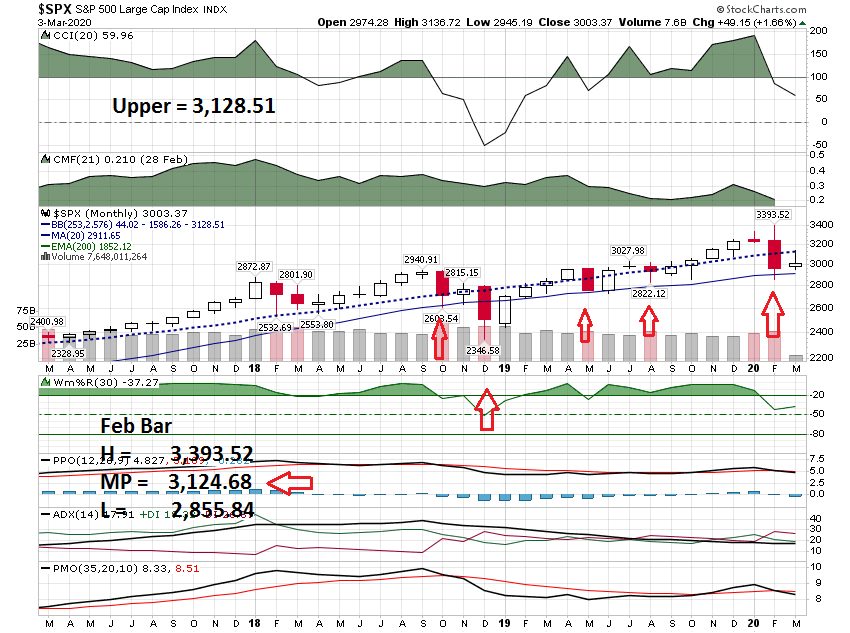 $SPX S&P 500 Large Cap Index INDX
© StockCharts.com
3-Mar-2020
Open 2974.28 High 3136.72 Low 2945.19 Close 3003.37 Volume 7.6B Chg +49.15 (+1.66%)
CCI(20) 59.96
200
150
100
50
0
-50
Upper = 3,128.51
CMF(21) 0.210 (28 Feb)
0.5
0.4
0.3
0.2
$SPX (Monthly) 3003.37
BB(253,2.576) 44.02 - 1586.26 - 3128.51
MA(20) 2911.65
EMA(200) 1852.12
Volume 7,648,011,264
3393.52
3400
3200
3000
2800
2600
2400
2200
75B
50B
25B
2400.98
2328.95
2872.87
2801.90
2532.69
2553.80
2940.91
2815.15
2603.54
2346.58
3027.98
2822.12
M A M J J A S O N D 18 F M A M J J A S O N D 19 F M A M J J A S O N D 20 F M
Wm%R(30) -37.27
-20
-50
-80
Feb Bar
H = 3,393.52
PPO(12,26,9) 4.827,
7.5
5.0
2.5
0.0
MP = 3,124.68
L = 2,855.84
ADX(14) 17.91 +DI
40
30
20
10
PMO(35,20,10) 8.33, 8.51
10
9
8
M A M J J A S O N D 18 F M A M J J A S O N D 19 F M A M J J A S O N D 20 F M